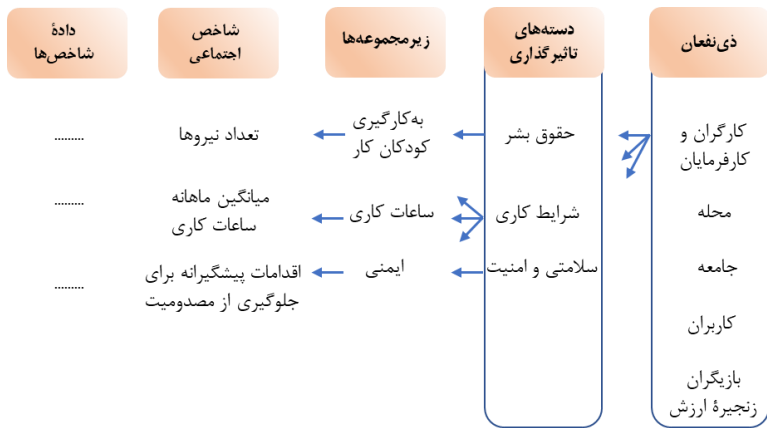 ذی‌نفعان
دسته‌های
تاثیرگذاری
زیرمجموعه‌ها
شاخص
اجتماعی
دادهٔ
شاخص‌ها
کارگران و
کارفرمایان
حقوق بشر
به‌کارگیری
کودکان کار
تعداد نیروها
.........
محله
شرایط کاری
ساعات کاری
میانگین ماهانه
ساعات کاری
.........
جامعه
سلامتی و امنیت
ایمنی
اقدامات پیشگیرانه برای
جلوگیری از مصدومیت
.........
کاربران
بازیگران
زنجیرهٔ ارزش